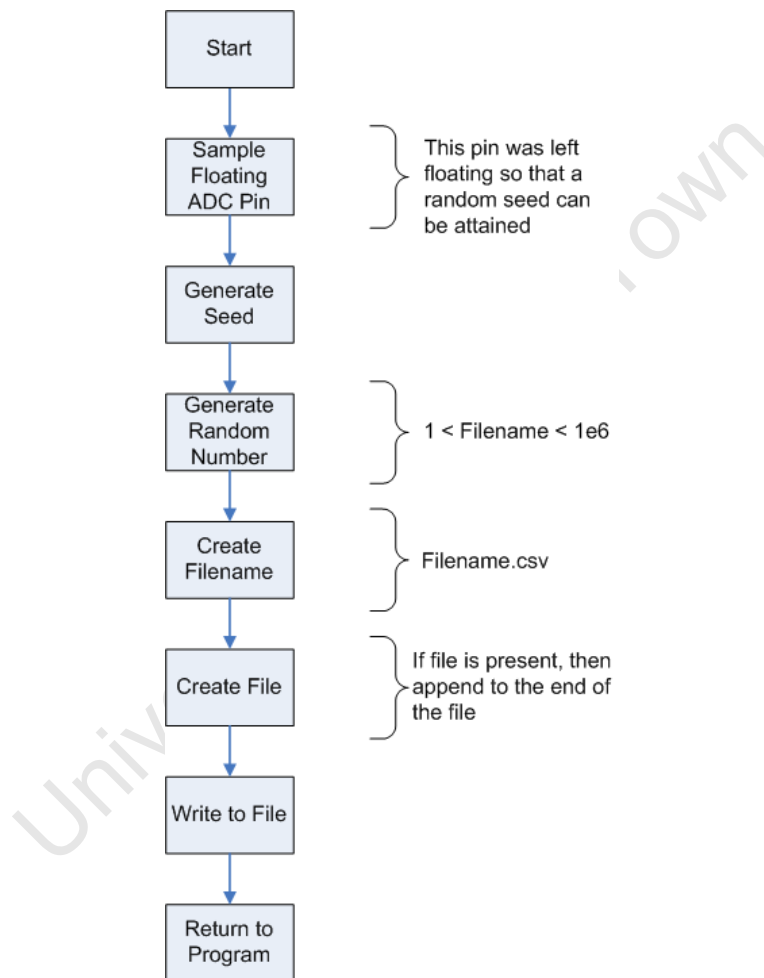 Start
Sample
Floating
ADC Pin
This pin was left
floating so that a
random seed can
be attained
Generate
Seed
Generate
Random
Number
1 < Filename < 1e6
Create
Filename
Filename.csv
Create File
If file is present, then
append to the end of
the file
Write to File
Return to
Program